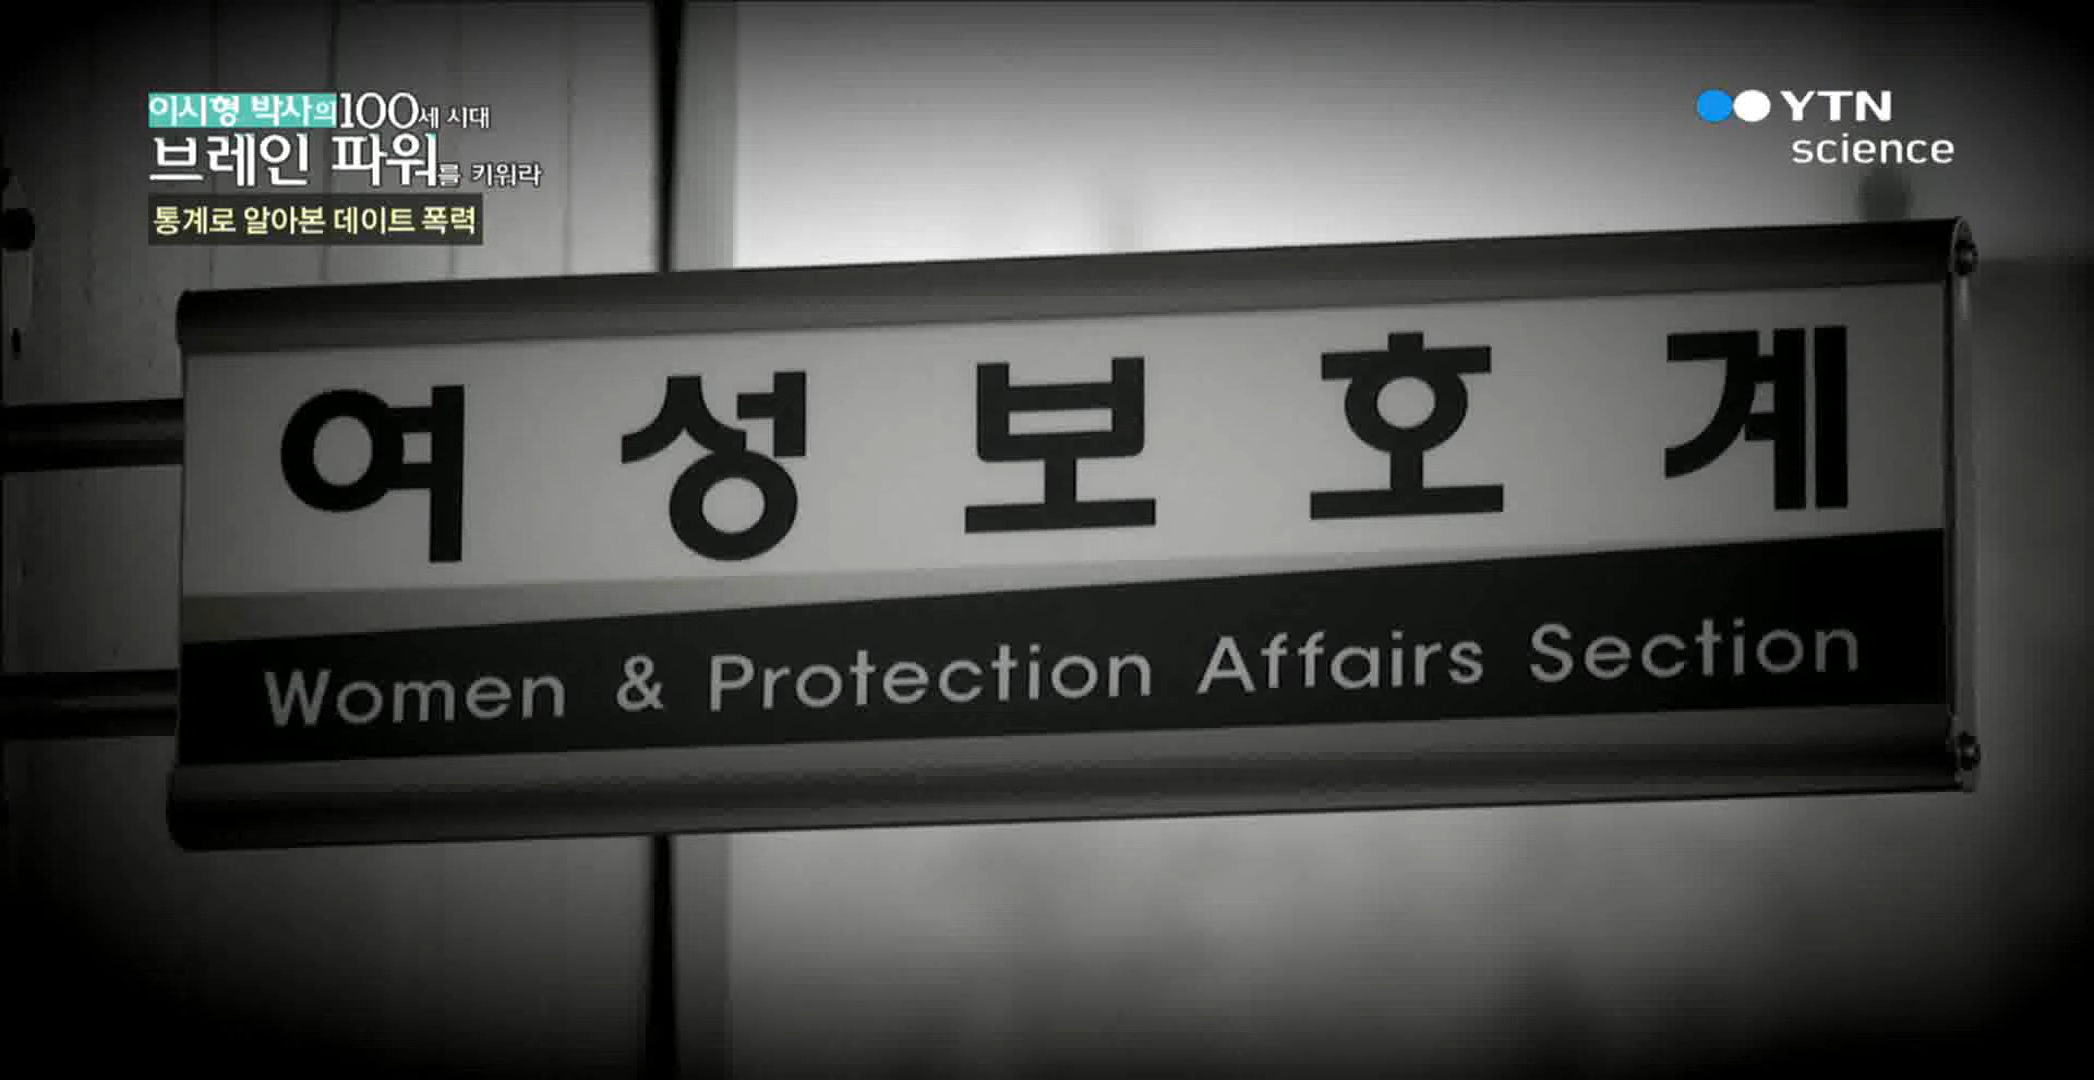 이시형 박사의 100세 시대
브레인 파워를 키워라
통계로 알아본 데이트 폭력
YTN
science
여성보호계
Women & Protection Affairs Section